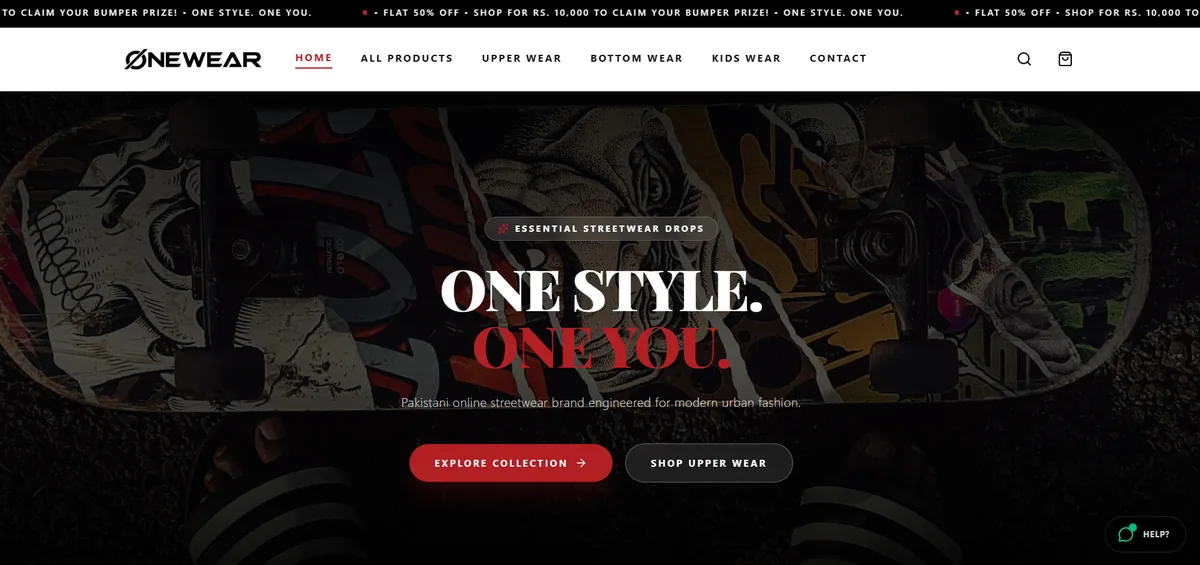 TO CLAIM YOUR BUMPER PRIZE! • ONE STYLE. ONE YOU. • FLAT 50% OFF • SHOP FOR RS. 10,000 TO CLAIM YOUR BUMPER PRIZE! • ONE STYLE. ONE YOU. • FLAT 50% OFF • SHOP FOR RS. 10,000 TO
ØNEWEAR HOME ALL PRODUCTS UPPER WEAR BOTTOM WEAR KIDS WEAR CONTACT
ESSENTIAL STREETWEAR DROPS
ONE STYLE.
ONE YOU.
Pakistani online streetwear brand engineered for modern urban fashion.
EXPLORE COLLECTION → SHOP UPPER WEAR
HELP?